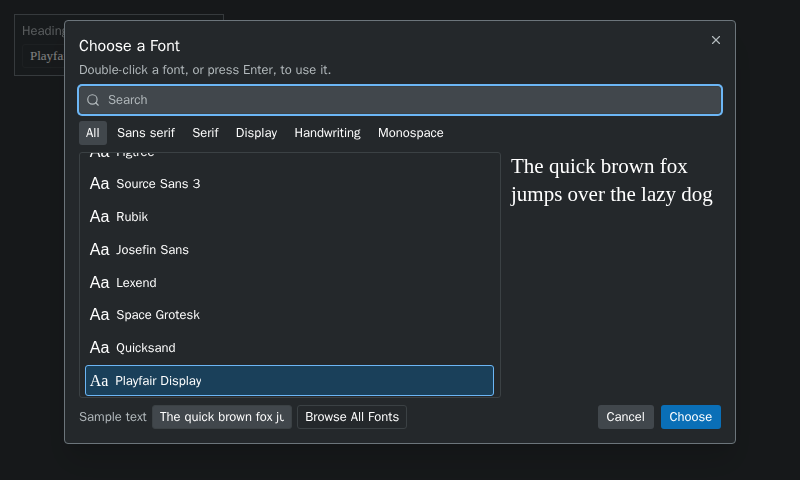 Heading
Playfai
Choose a Font
Double-click a font, or press Enter, to use it.
Search
All Sans serif Serif Display Handwriting Monospace
Aa Figtree
Aa Source Sans 3
Aa Rubik
Aa Josefin Sans
Aa Lexend
Aa Space Grotesk
Aa Quicksand
Aa Playfair Display
The quick brown fox
jumps over the lazy dog
Sample text The quick brown fox ju Browse All Fonts Cancel Choose